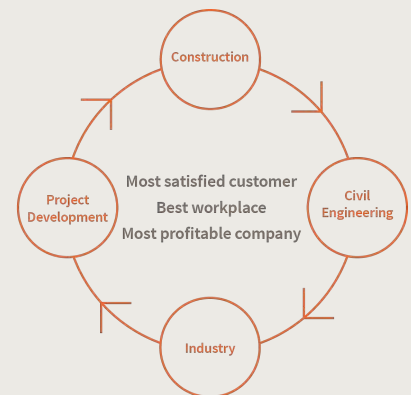 Construction
Project
Development
Most satisfied customer
Best workplace
Most profitable company
Civil
Engineering
Industry